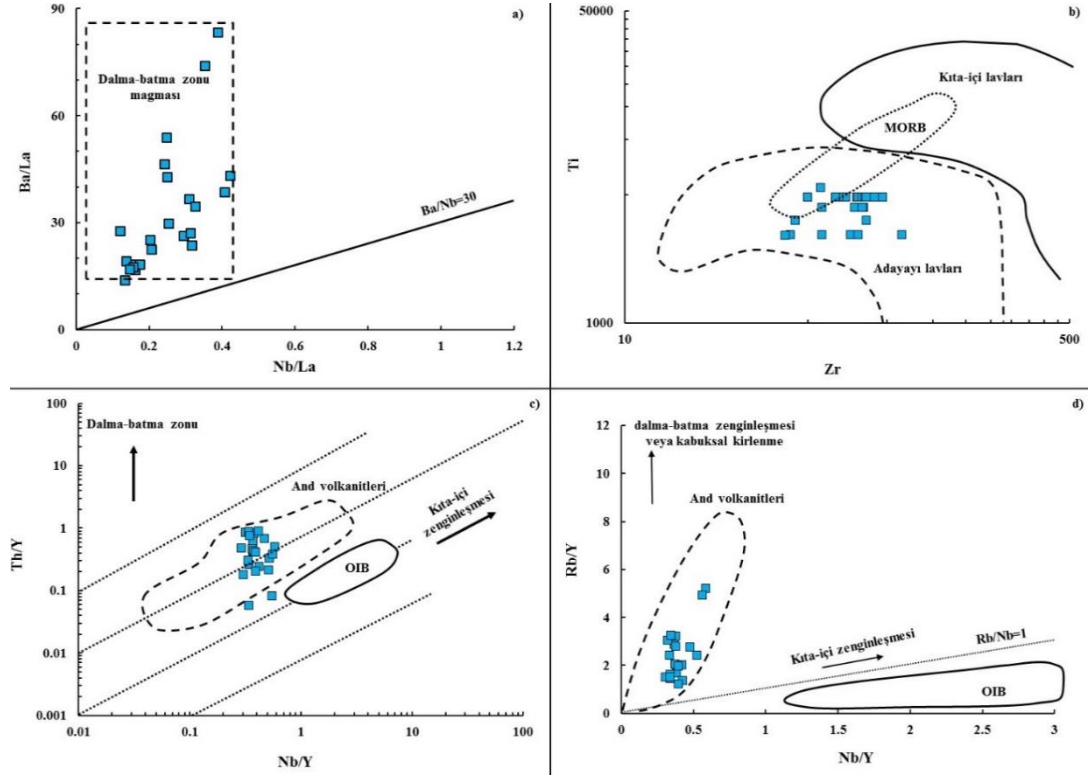 a)
90
60
30
0
Ba/La
Dalma-batma zonu
magması
Ba/Nb=30
0
0.2
0.4
0.6
0.8
1
1.2
Nb/La
b)
50000
1000
Ti
Kıta-içi lavları
MORB
Adayayı lavları
10
500
Zr
c)
100
10
1
0.1
0.01
0.001
Th/Y
Dalma-batma zonu
And volkanitleri
Kıta-içi
zenginleşmesi
OIB
0.01
0.1
0.5
1
10
100
Nb/Y
d)
12
10
8
6
4
2
0
Rb/Y
dalma-batma zenginleşmesi
veya kabuksal kirlenme
And volkanitleri
Kıta-içi zenginleşmesi
Rb/Nb=1
OIB
0
0.5
1
1.5
2
2.5
3
Nb/Y